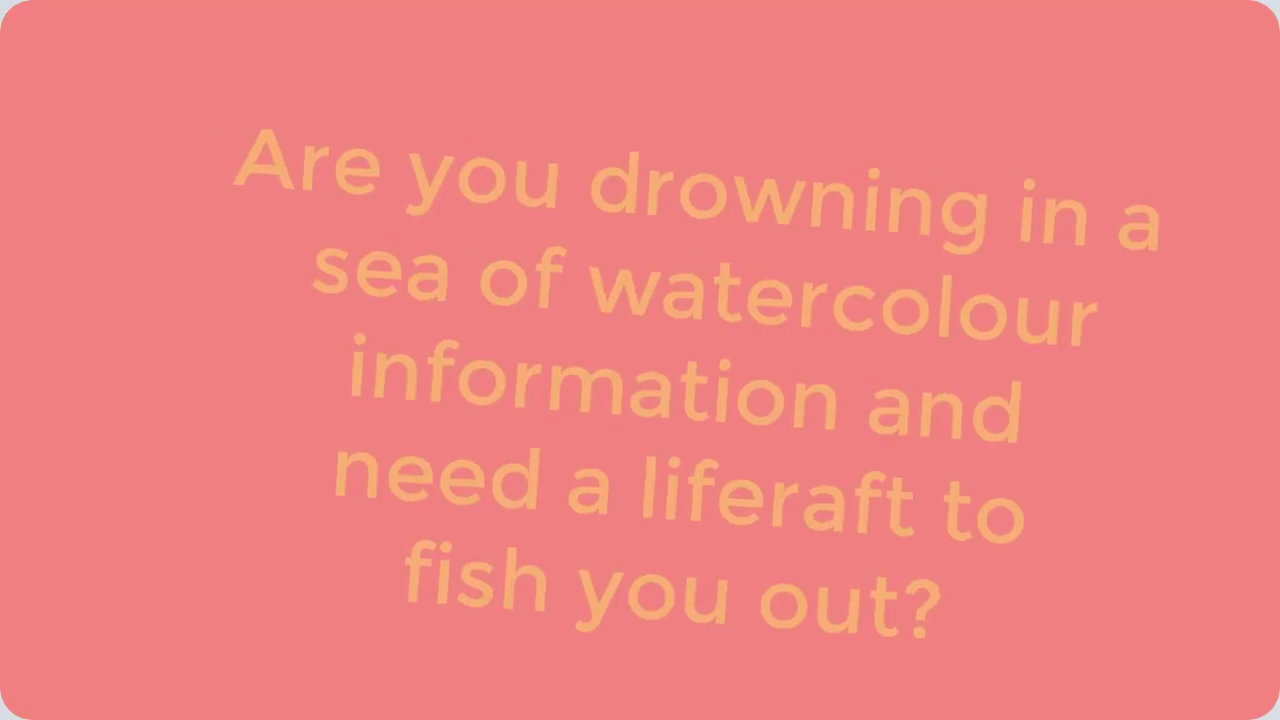 Are you drowning in a
sea of watercolour
information and
need a liferaft to
fish you out?